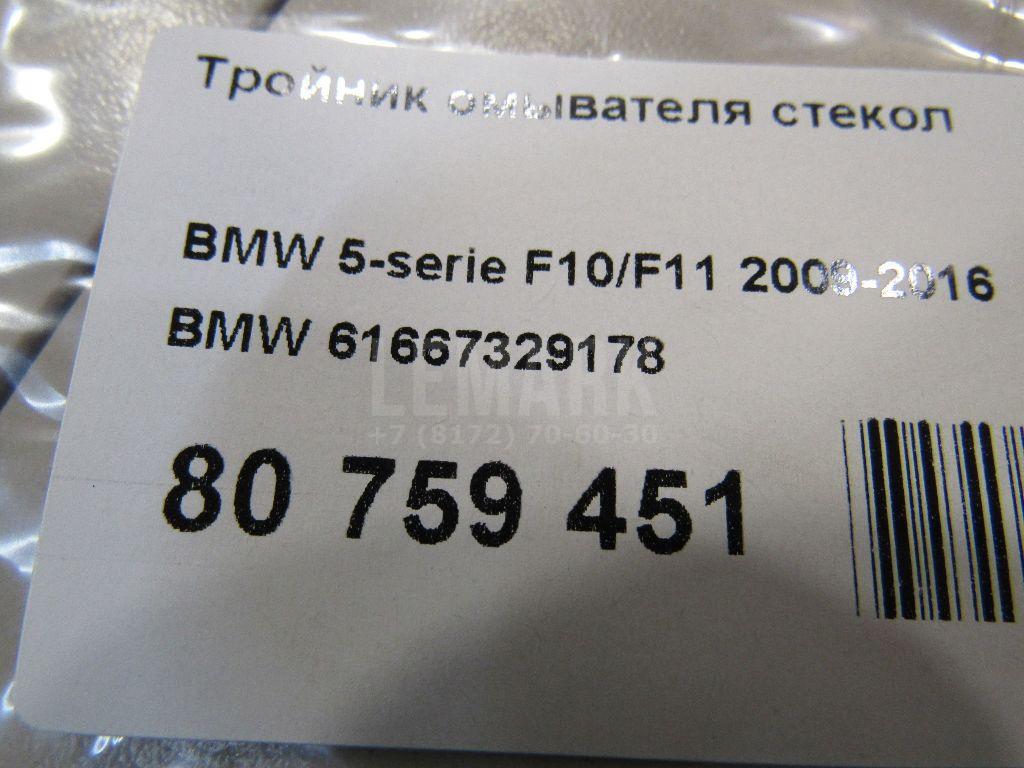 Тройник омывателя стекол
BMW 5-serie F10/F11 2009-2016
BMW 61667329178
LEMARK
+7 (8172) 70-60-30
80 759 451